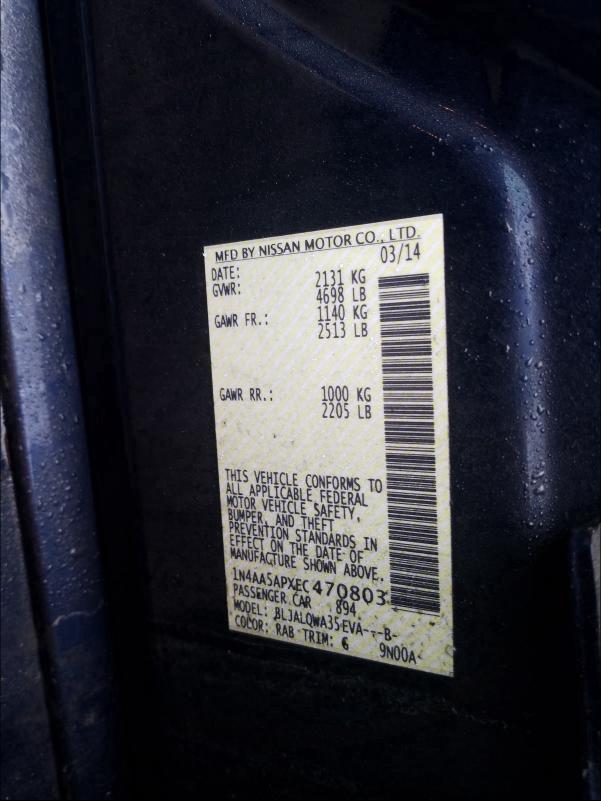 MFD BY NISSAN MOTOR CO., LTD.
DATE: 03/14
GVWR: 2131 KG
4698 LB
GAWR FR.: 1140 KG
2513 LB
GAWR RR.: 1000 KG
2205 LB
THIS VEHICLE CONFORMS TO
ALL APPLICABLE FEDERAL
MOTOR VEHICLE SAFETY,
BUMPER, AND THEFT
PREVENTION STANDARDS IN
EFFECT ON THE DATE OF
MANUFACTURE SHOWN ABOVE.
1N4AA5APXEC470803
PASSENGER CAR 894
MODEL: BLJALQWA35EVA---B-
COLOR: RAB TRIM: G 9N00A